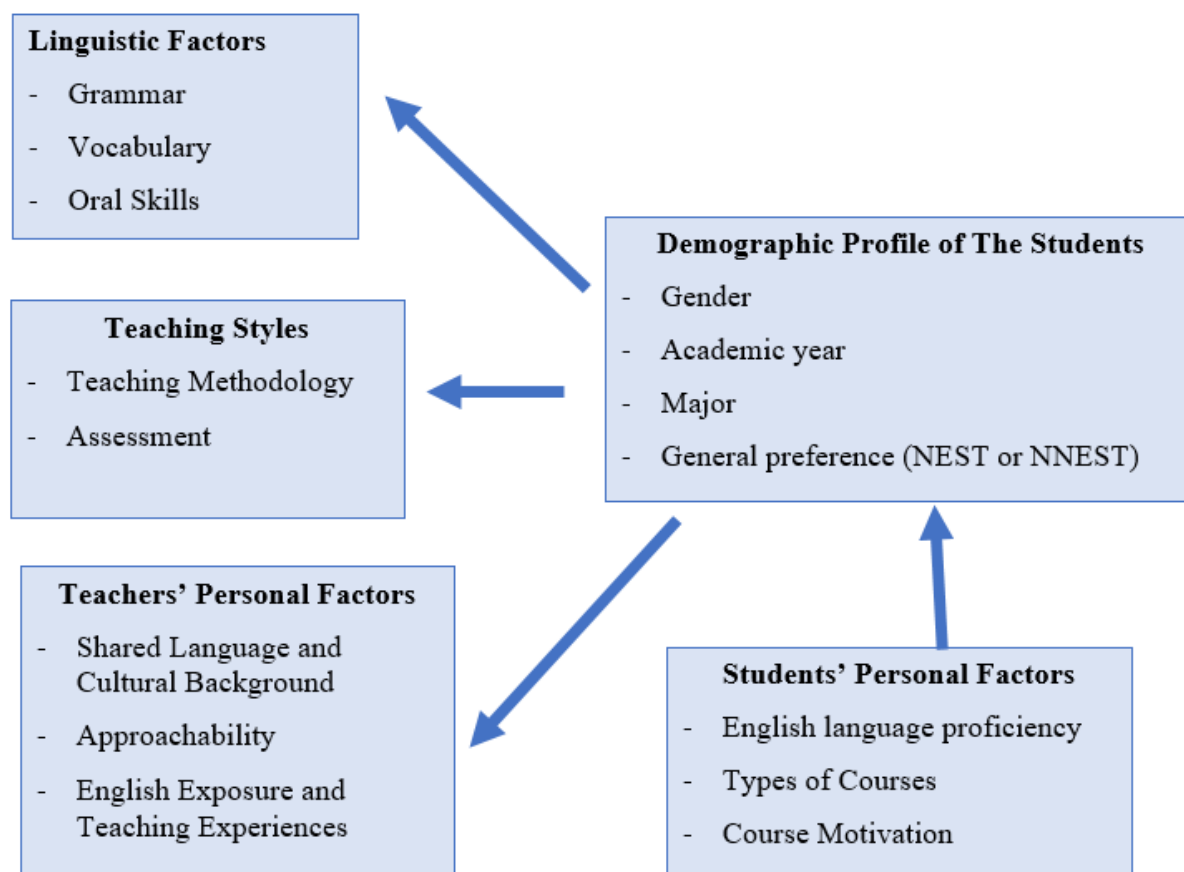 Linguistic Factors
- Grammar
- Vocabulary
- Oral Skills
Teaching Styles
- Teaching Methodology
- Assessment
Teachers’ Personal Factors
- Shared Language and
Cultural Background
- Approachability
- English Exposure and
Teaching Experiences
Demographic Profile of The Students
- Gender
- Academic year
- Major
- General preference (NEST or NNEST)
Students’ Personal Factors
- English language proficiency
- Types of Courses
- Course Motivation